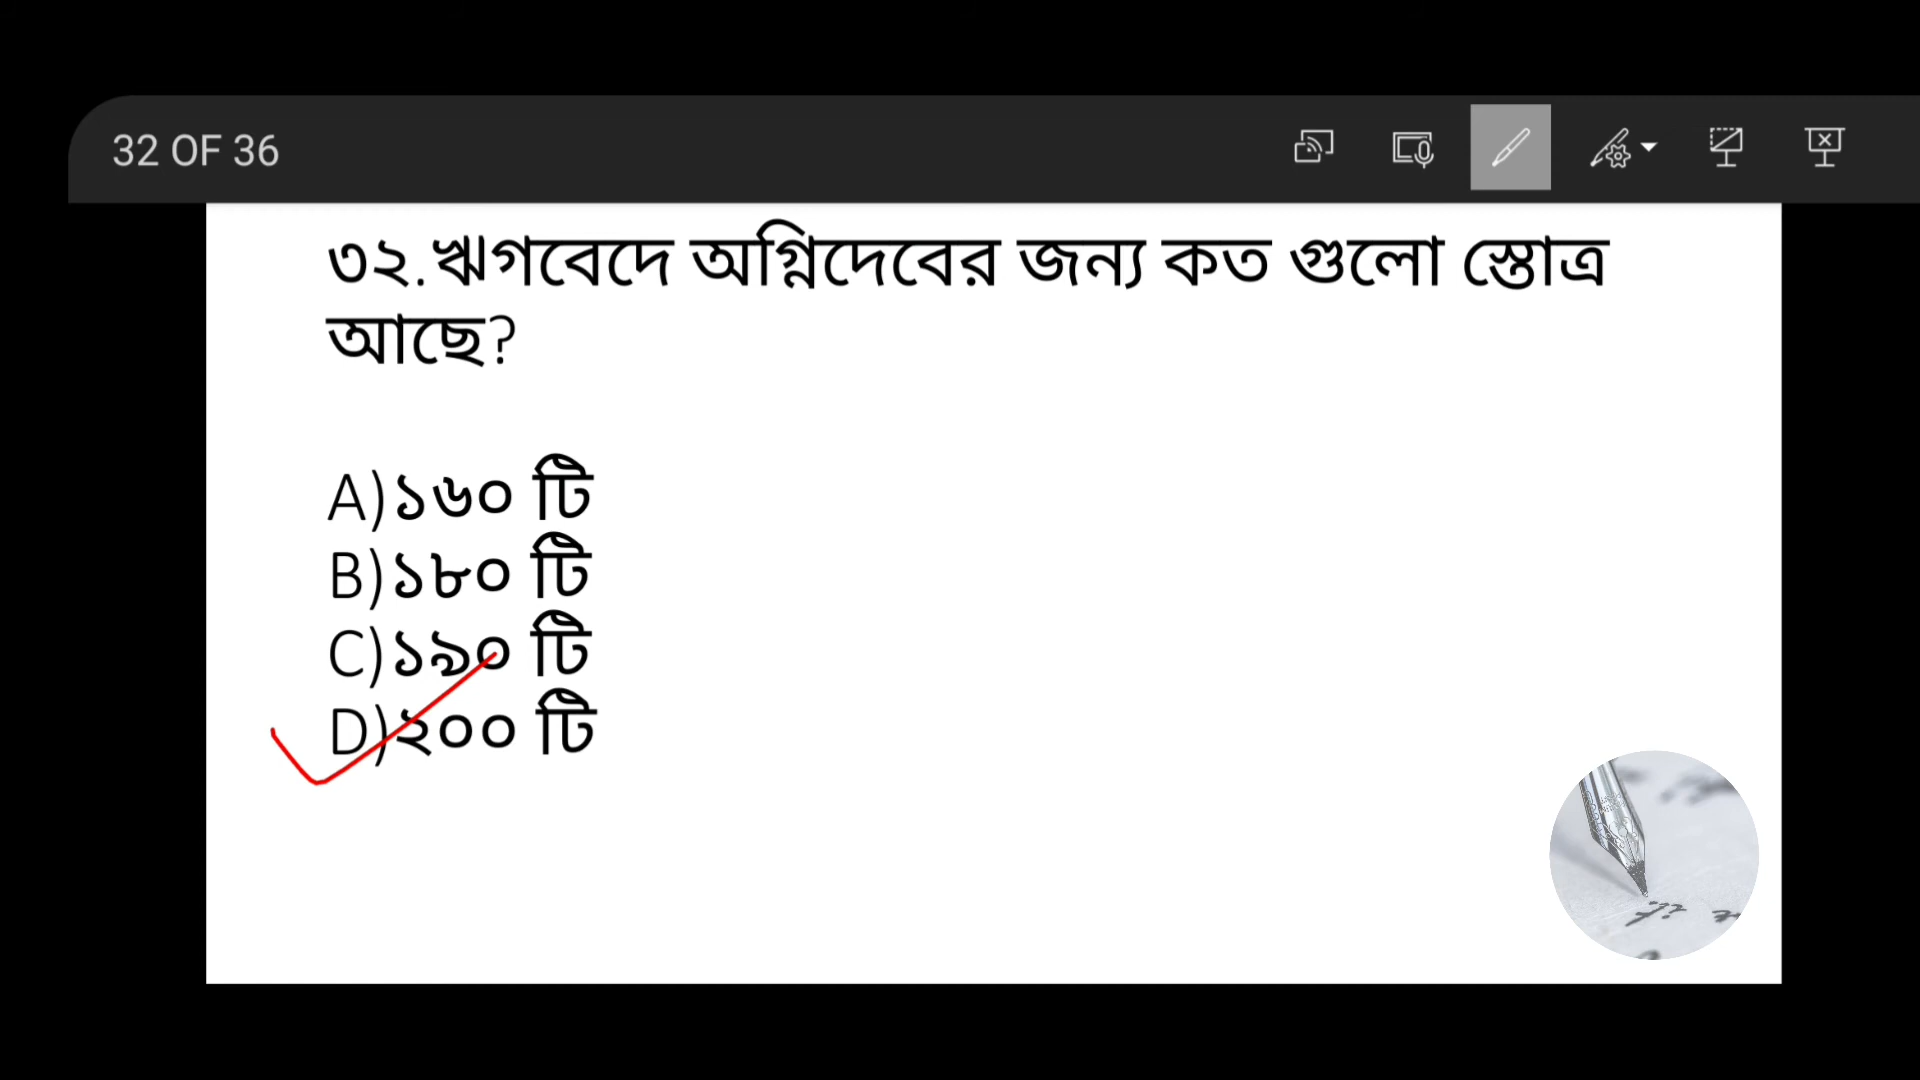 32 OF 36
৩২.ঋগবেদে অগ্নিদেবের জন্য কত গুলো স্তোত্র
আছে?
A)১৬০ টি
B)১৮০ টি
C)১৯০ টি
D)২০০ টি